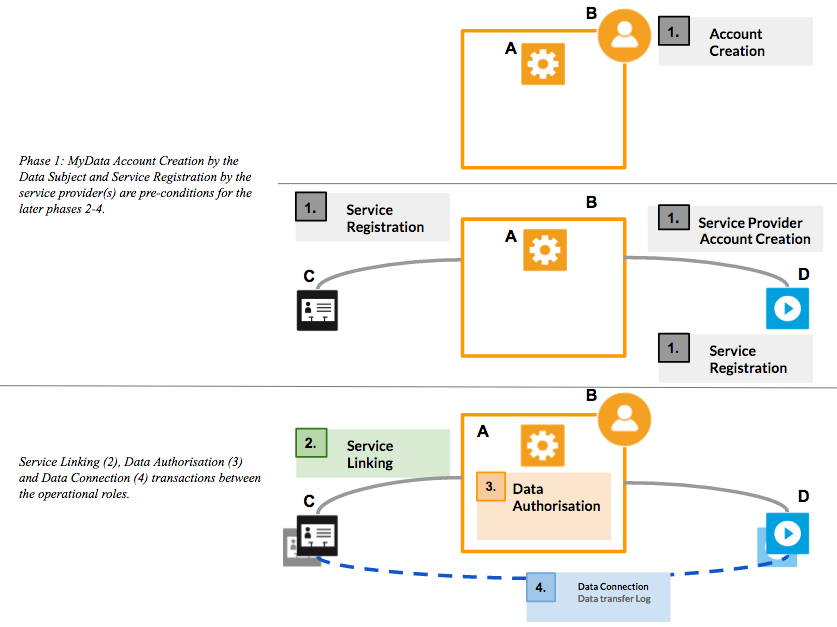 B
1.
Account
Creation
A
Phase 1: MyData Account Creation by the
Data Subject and Service Registration by the
service provider(s) are pre-conditions for the
later phases 2-4.
1.
Service
Registration
B
1.
Service Provider
Account Creation
A
C
D
1.
Service
Registration
B
2.
Service
Linking
A
Service Linking (2), Data Authorisation (3)
and Data Connection (4) transactions between
the operational roles.
3.
Data
Authorisation
C
D
4.
Data Connection
Data transfer Log